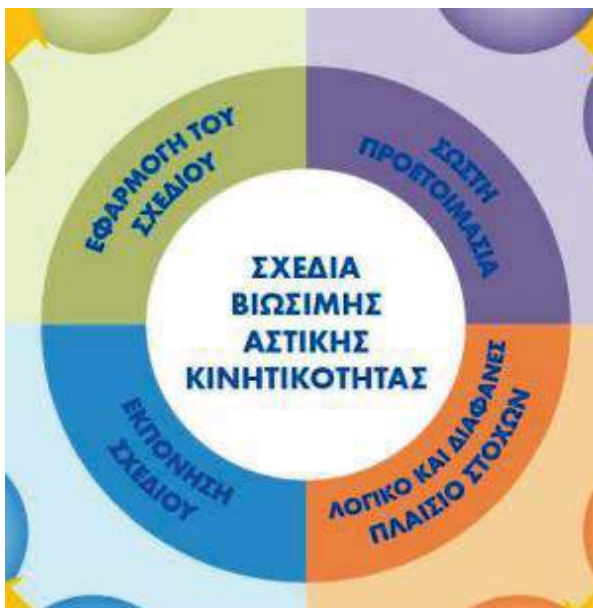 ΣΧΕΔΙΑ
ΒΙΩΣΙΜΗΣ
ΑΣΤΙΚΗΣ
ΚΙΝΗΤΙΚΟΤΗΤΑΣ
ΣΩΣΤΗ
ΠΡΟΕΤΟΙΜΑΣΙΑ
ΛΟΓΙΚΟ ΚΑΙ ΔΙΑΦΑΝΕΣ
ΠΛΑΙΣΙΟ ΣΤΟΧΩΝ
ΕΚΠΟΝΗΣΗ
ΣΧΕΔΙΟΥ
ΕΦΑΡΜΟΓΗ ΤΟΥ
ΣΧΕΔΙΟΥ